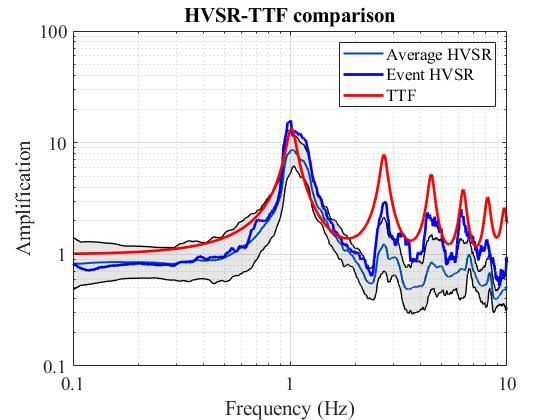 HVSR-TTF comparison
100
Average HVSR
Event HVSR
TTF
10
Amplification
1
0.1
0.1
1
10
Frequency (Hz)